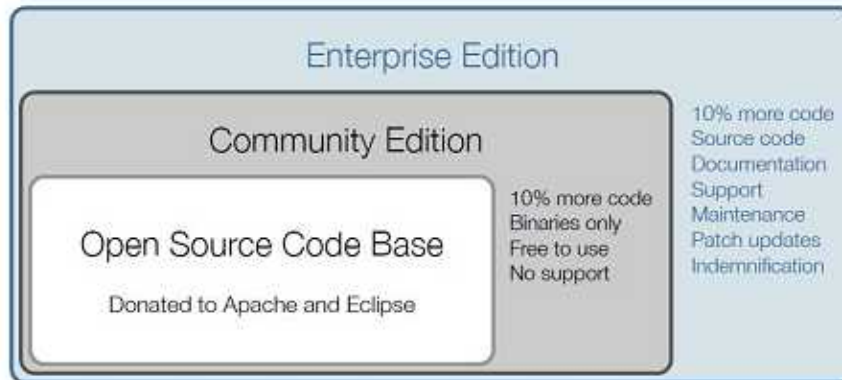 Enterprise Edition
Community Edition
Open Source Code Base
Donated to Apache and Eclipse
10% more code
Binaries only
Free to use
No support
10% more code
Source code
Documentation
Support
Maintenance
Patch updates
Indemnification